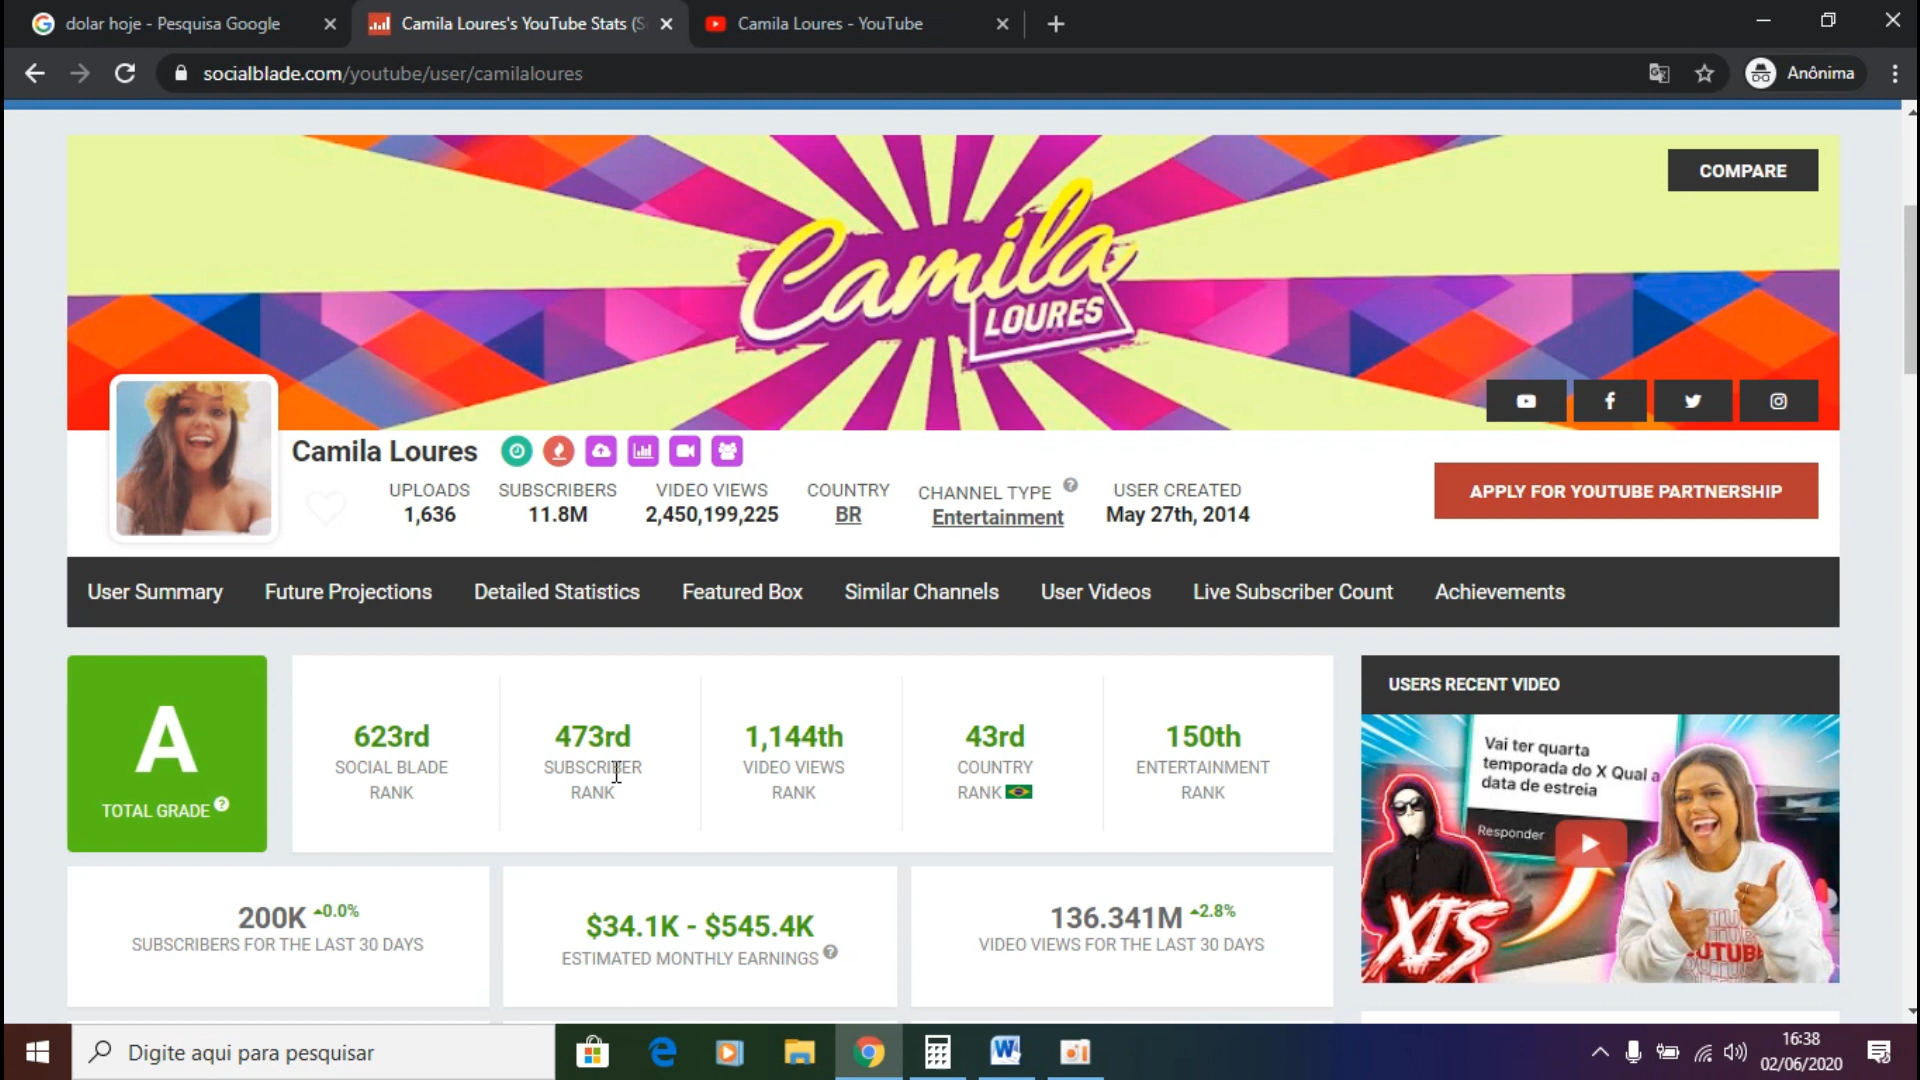 dolar hoje - Pesquisa Google
Camila Loures's YouTube Stats (S
Camila Loures - YouTube
socialblade.com/youtube/user/camilaloures
Anônima
COMPARE
Camila
LOURES
Camila Loures
UPLOADS
1,636
SUBSCRIBERS
11.8M
VIDEO VIEWS
2,450,199,225
COUNTRY
BR
CHANNEL TYPE
Entertainment
USER CREATED
May 27th, 2014
APPLY FOR YOUTUBE PARTNERSHIP
User Summary Future Projections Detailed Statistics Featured Box Similar Channels User Videos Live Subscriber Count Achievements
A
TOTAL GRADE
623rd
SOCIAL BLADE
RANK
473rd
SUBSCRIBER
RANK
1,144th
VIDEO VIEWS
RANK
43rd
COUNTRY
RANK
150th
ENTERTAINMENT
RANK
USERS RECENT VIDEO
Vai ter quarta
temporada do X Qual a
data de estreia
Responder
XIS
200K 0.0%
SUBSCRIBERS FOR THE LAST 30 DAYS
$34.1K - $545.4K
ESTIMATED MONTHLY EARNINGS
136.341M 2.8%
VIDEO VIEWS FOR THE LAST 30 DAYS
Digite aqui para pesquisar
16:38
02/06/2020